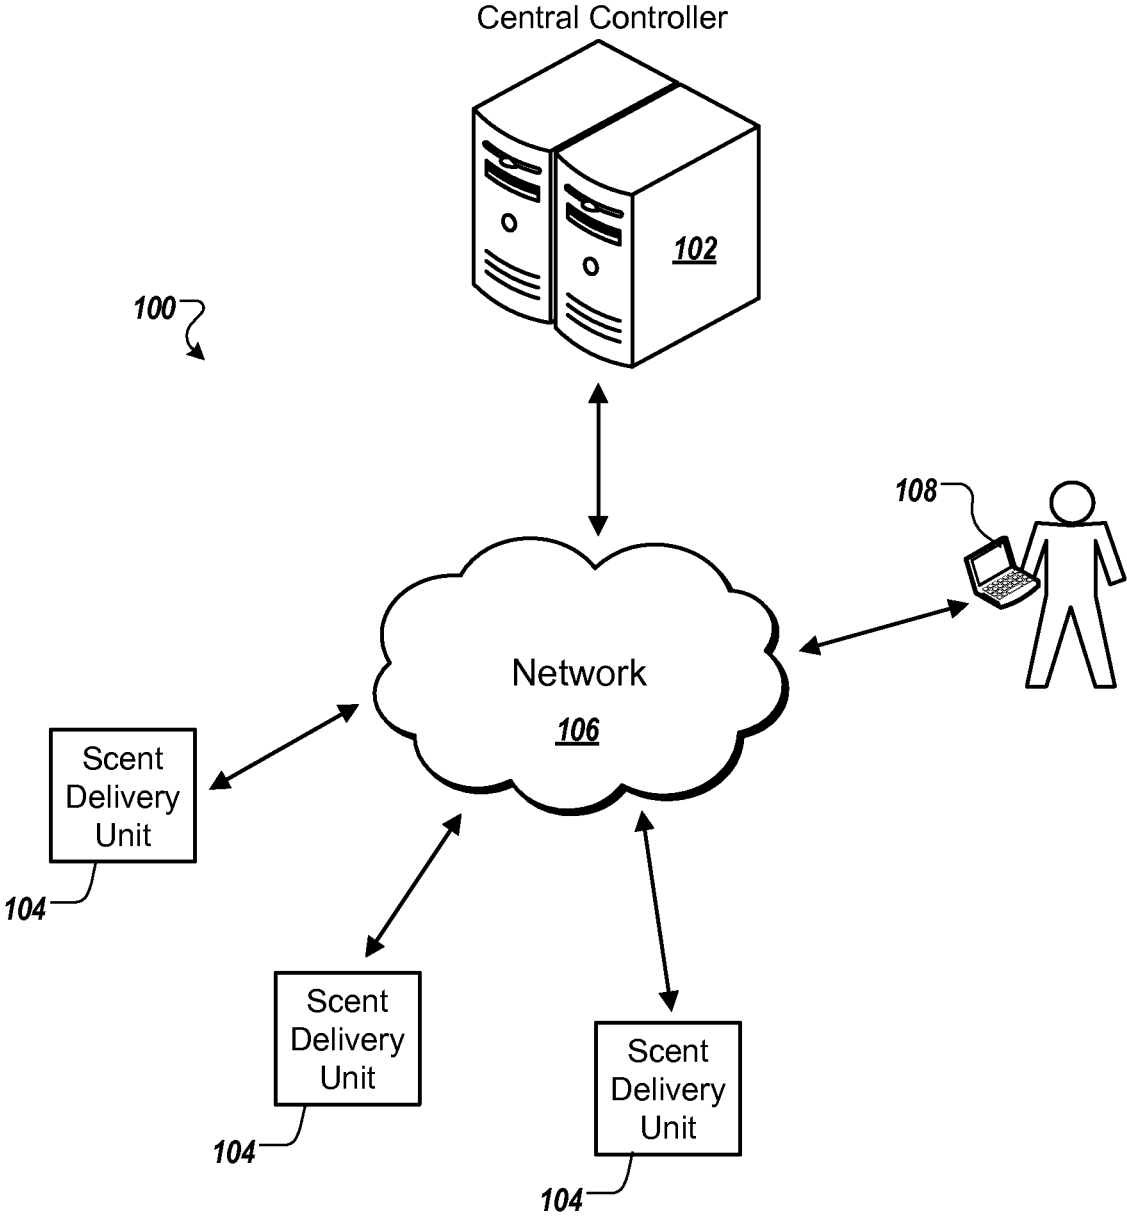 Central Controller
102
100
108
Network
106
Scent
Delivery
Unit
104
Scent
Delivery
Unit
104
Scent
Delivery
Unit
104